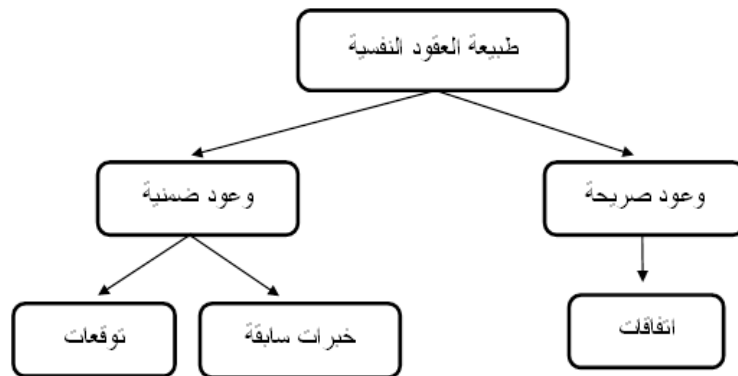 طبيعة العقود النفسية
وعود صريحة
وعود ضمنية
اتفاقات
خبرات سابقة
توقعات